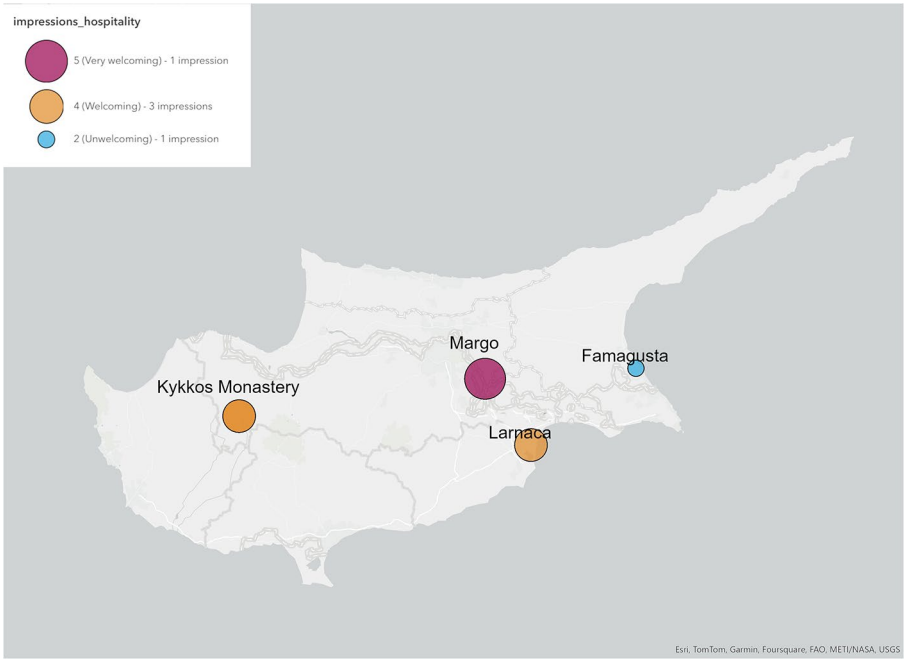 impressions_hospitality
5 (Very welcoming) - 1 impression
4 (Welcoming) - 3 impressions
2 (Unwelcoming) - 1 impression
Margo
Famagusta
Kykkos Monastery
Larnaca
Esri, TomTom, Garmin, Foursquare, FAO, METI/NASA, USGS